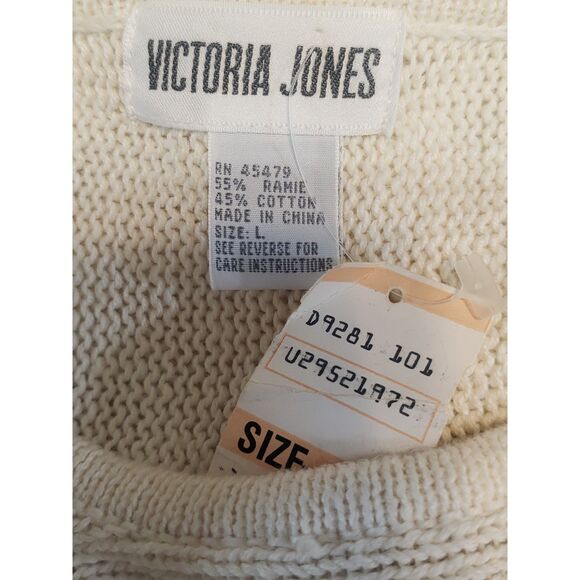 VICTORIA JONES
RN 45479
55% RAMIE
45% COTTON
MADE IN CHINA
SIZE: L
SEE REVERSE FOR
CARE INSTRUCTIONS
D9281 101
U29521972
SIZE